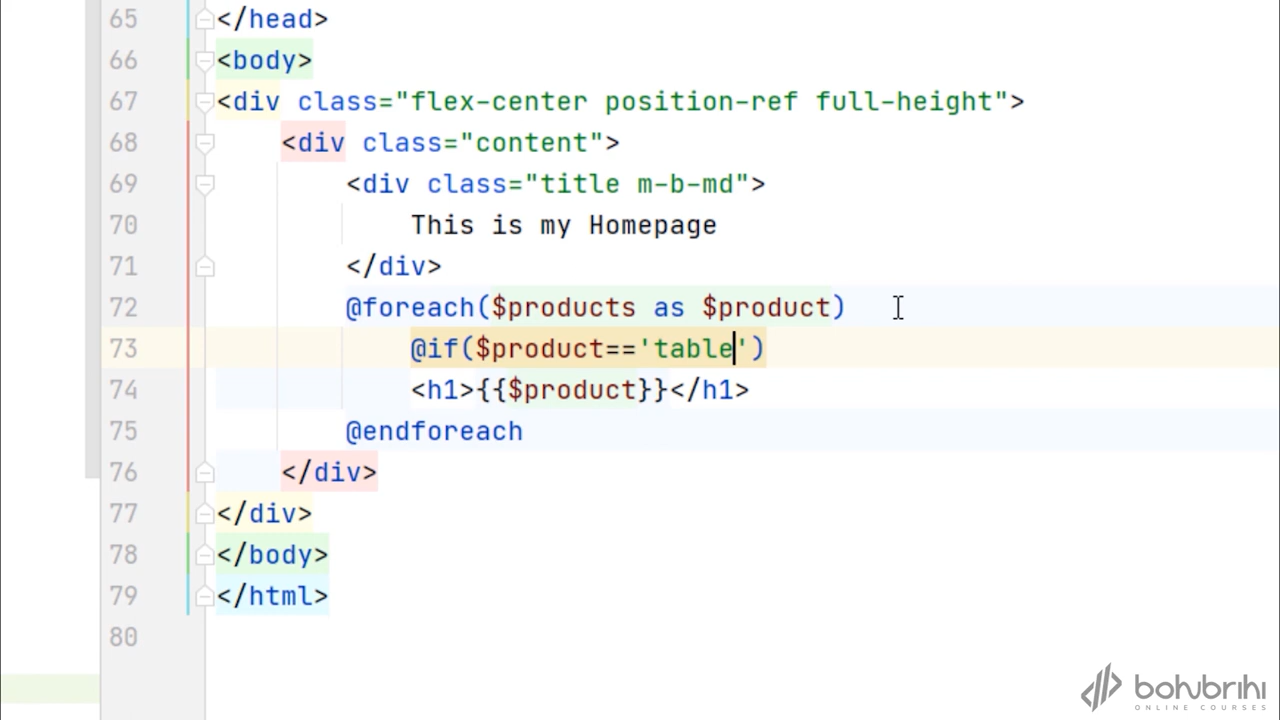 65 </head>
66 <body>
67 <div class="flex-center position-ref full-height">
68 <div class="content">
69 <div class="title m-b-md">
70 This is my Homepage
71 </div>
72 @foreach($products as $product)
73 @if($product=='table')
74 <h1>{{$product}}</h1>
75 @endforeach
76 </div>
77 </div>
78 </body>
79 </html>
80
bohubrihi
ONLINE COURSES